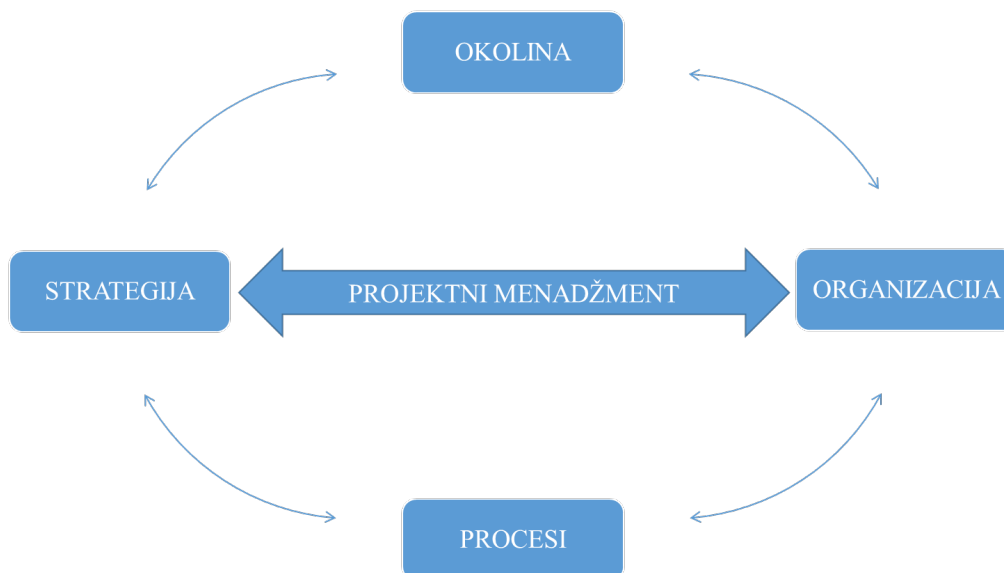 OKOLINA
STRATEGIJA
PROJEKTNI MENADŽMENT
ORGANIZACIJA
PROCESI